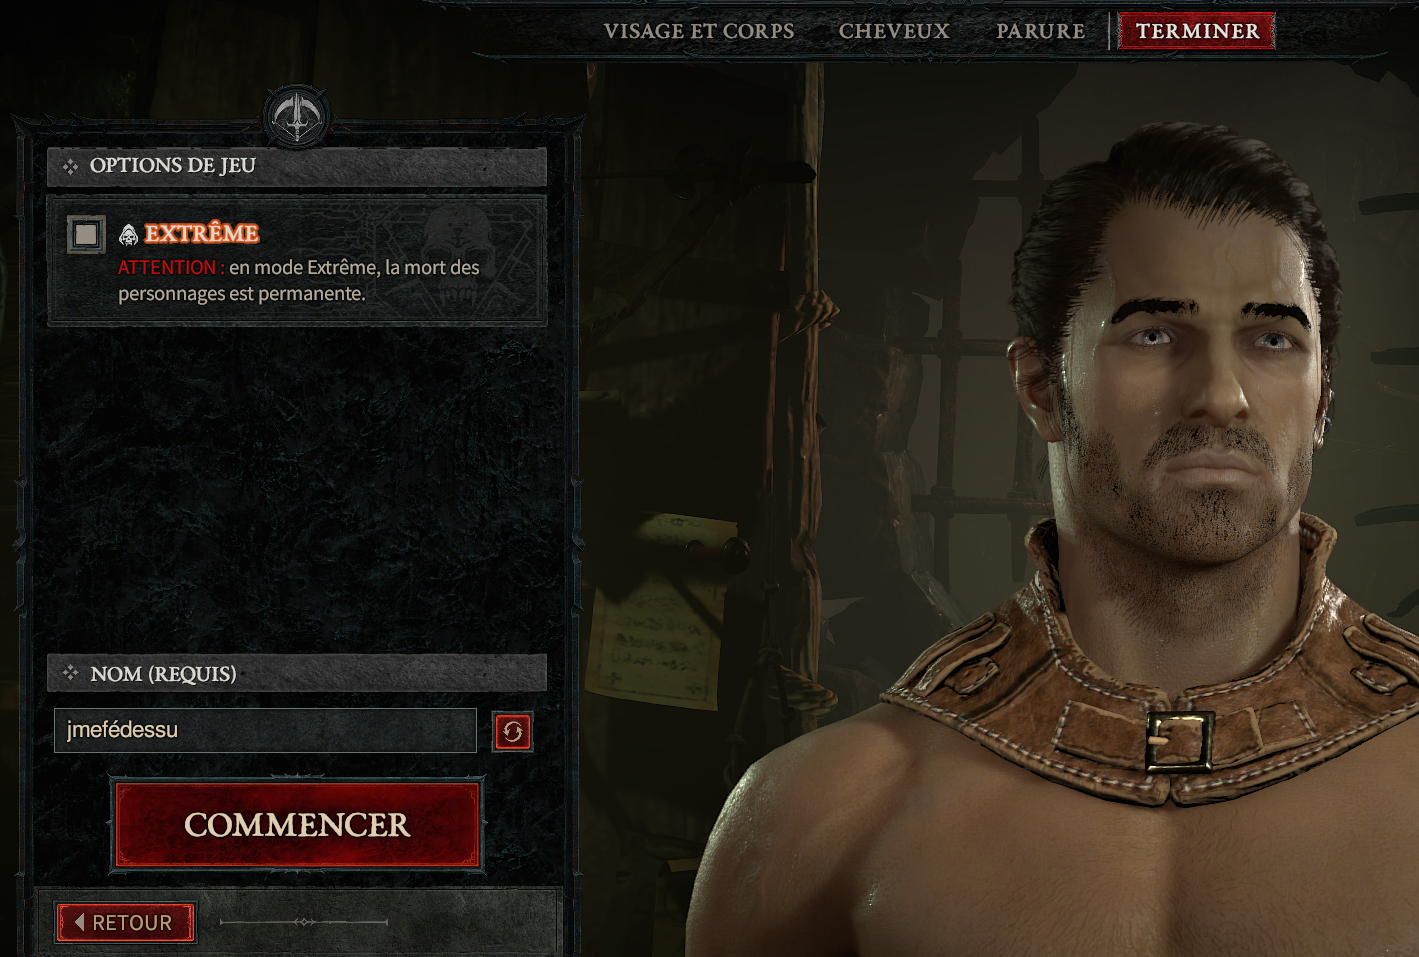 VISAGE ET CORPS CHEVEUX PARURE TERMINER
OPTIONS DE JEU
EXTRÊME
ATTENTION : en mode Extrême, la mort des
personnages est permanente.
NOM (REQUIS)
jmefédessu
COMMENCER
RETOUR